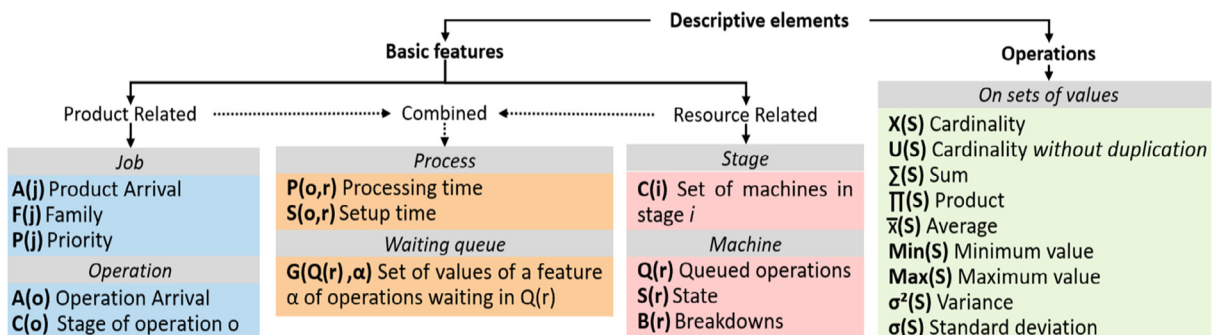 Descriptive elements
Basic features
Operations
Product Related
Combined
Resource Related
On sets of values
Job
A(j) Product Arrival
F(j) Family
P(j) Priority
Operation
A(o) Operation Arrival
C(o) Stage of operation o
Process
P(o,r) Processing time
S(o,r) Setup time
Waiting queue
G(Q(r),α) Set of values of a feature
α of operations waiting in Q(r)
Stage
C(i) Set of machines in
stage i
Machine
Q(r) Queued operations
S(r) State
B(r) Breakdowns
X(S) Cardinality
U(S) Cardinality without duplication
∑(S) Sum
∏(S) Product
x̅(S) Average
Min(S) Minimum value
Max(S) Maximum value
σ²(S) Variance
σ(S) Standard deviation